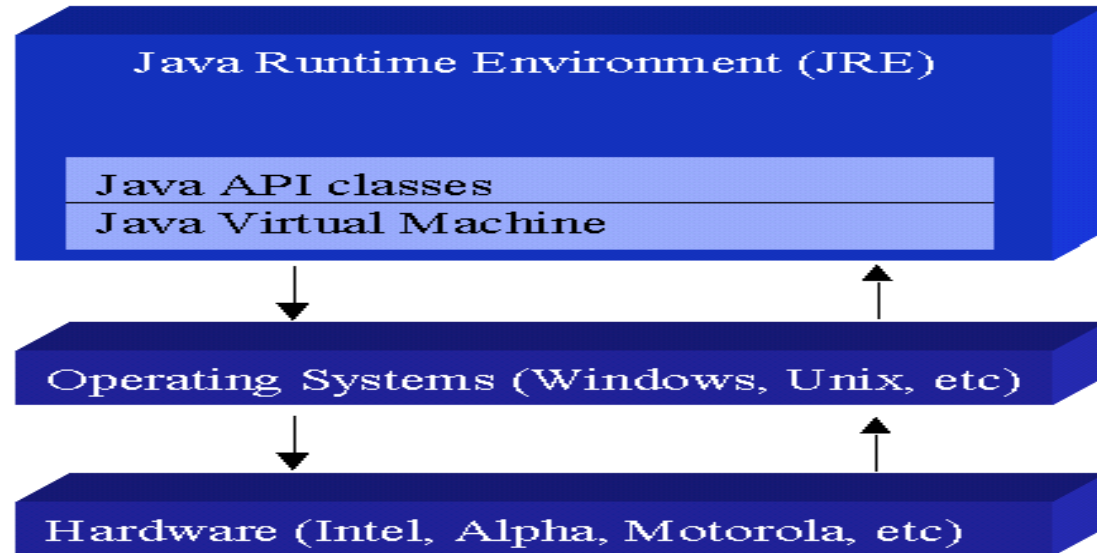 Java Runtime Environment (JRE)
Java API classes
Java Virtual Machine
Operating Systems (Windows, Unix, etc)
Hardware (Intel, Alpha, Motorola, etc)